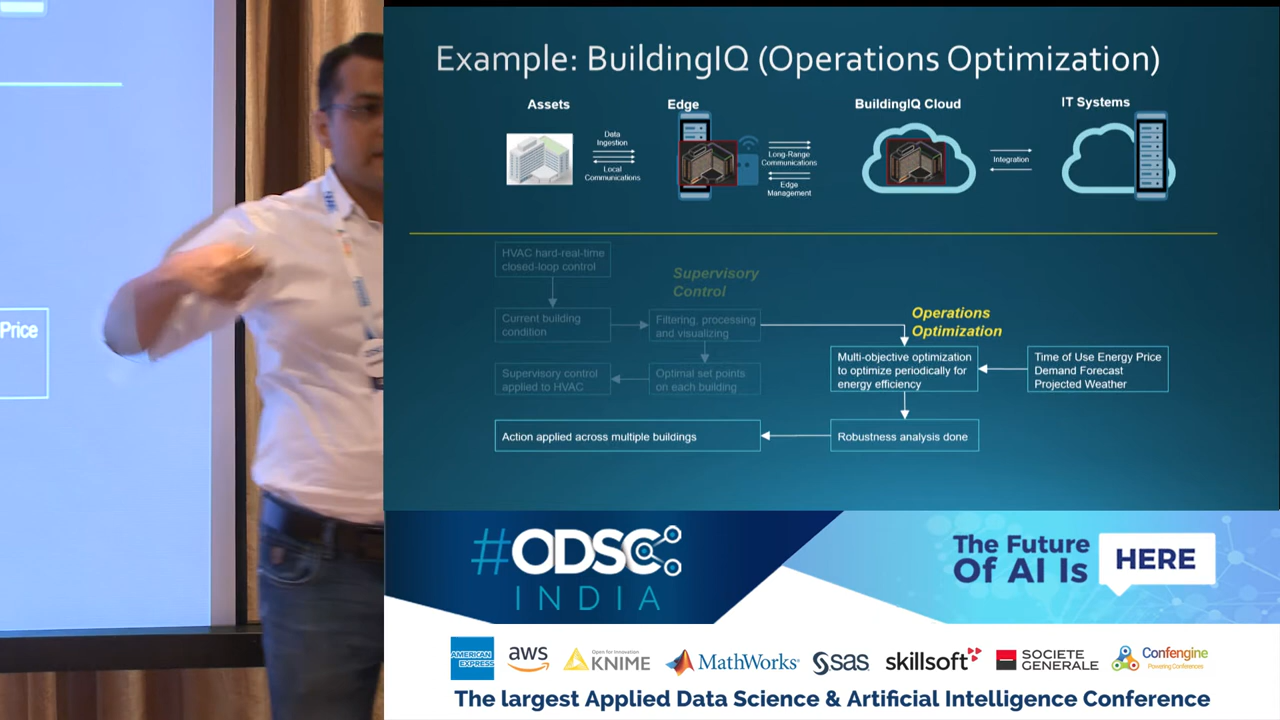 Price
Example: BuildingIQ (Operations Optimization)
Assets
Edge
BuildingIQ Cloud
IT Systems
Data
Ingestion
Local
Communications
Long-Range
Communications
Edge
Management
Integration
HVAC hard-real-time
closed-loop control
Supervisory
Control
Current building
condition
Filtering, processing
and visualizing
Operations
Optimization
Supervisory control
applied to HVAC
Optimal set points
on each building
Multi-objective optimization
to optimize periodically for
energy efficiency
Time of Use Energy Price
Demand Forecast
Projected Weather
Action applied across multiple buildings
Robustness analysis done
#ODSC
INDIA
The Future
Of AI Is HERE
AMERICAN
EXPRESS
aws
Open for Innovation
KNIME
MathWorks
sas
skillsoft
SOCIETE
GENERALE
Confengine
Powering Conferences
The largest Applied Data Science & Artificial Intelligence Conference